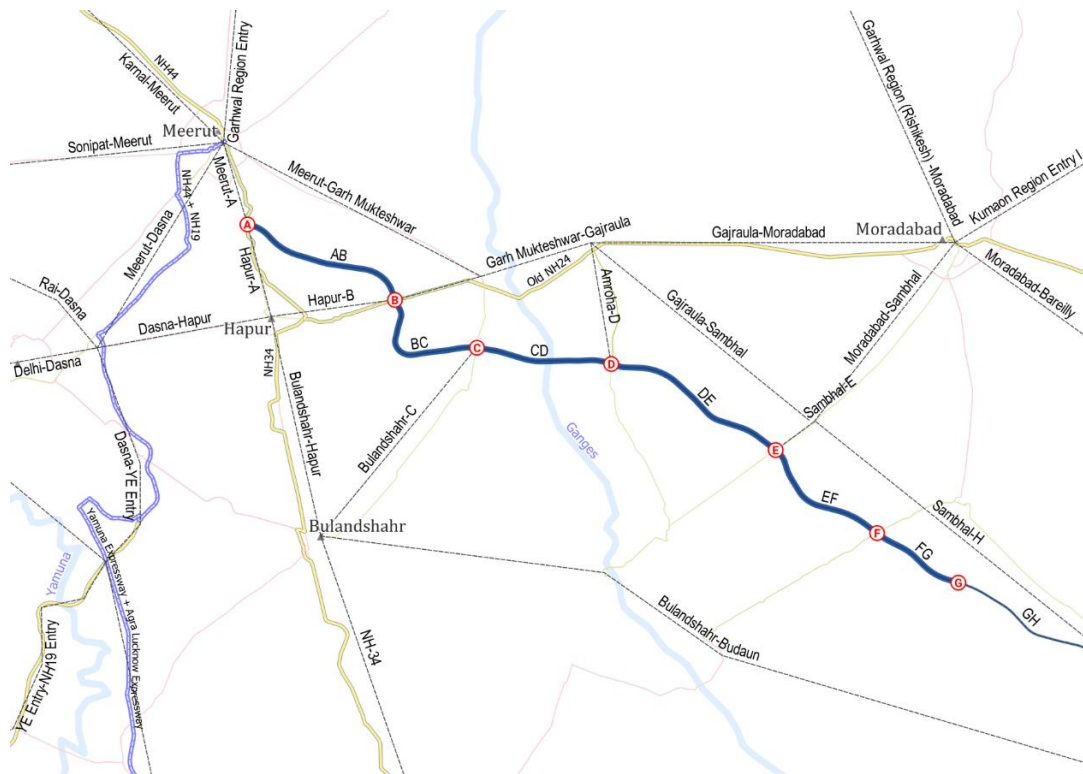 NH44
Karnal-Meerut
Garhwal Region Entry
Meerut
Sonipat-Meerut
Meerut-A
NH44 + NH19
Meerut-Dasna
Meerut-Garh Mukteshwar
Garhwal Region (Rishikesh) -Moradabad
Kumaon Region Entry I
A
AB
Hapur-A
Garh Mukteshwar-Gajraula
Gajraula-Moradabad
Moradabad
Moradabad-Bareilly
Old NH24
Rai-Dasna
Dasna-Hapur
Hapur-B
B
Hapur
Amroha-D
Gajraula-Sambhal
Moradabad-Sambhal
Delhi-Dasna
NH34
BC
C
CD
D
DE
Sambhal-E
Bulandshahr-Hapur
Bulandshahr-C
Ganges
E
Dasna-YE Entry
EF
Bulandshahr
F
Sambhal-H
FG
G
GH
Yamuna
Yamuna Expressway + Agra Lucknow Expressway
YE Entry-NH19 Entry
NH-34
Bulandshahr-Budaun